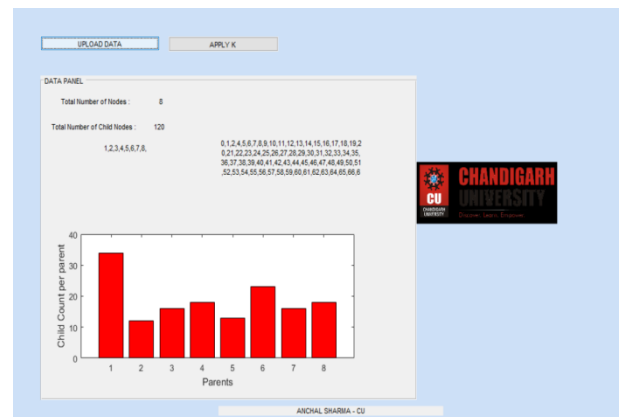 UPLOAD DATA
APPLY K
DATA PANEL
Total Number of Nodes : 8
Total Number of Child Nodes : 120
1,2,3,4,5,6,7,8,
0,1,2,4,5,6,7,8,9,10,11,12,13,14,15,16,17,18,19,2
0,21,22,23,24,25,26,27,28,29,30,31,32,33,34,35,
36,37,38,39,40,41,42,43,44,45,46,47,48,49,50,51
,52,53,54,55,56,57,58,59,60,61,62,63,64,65,66,6
CU
CHANDIGARH
UNIVERSITY
CHANDIGARH
UNIVERSITY
Discover. Learn. Empower.
40
30
20
10
0
Child Count per parent
1 2 3 4 5 6 7 8
Parents
ANCHAL SHARMA - CU